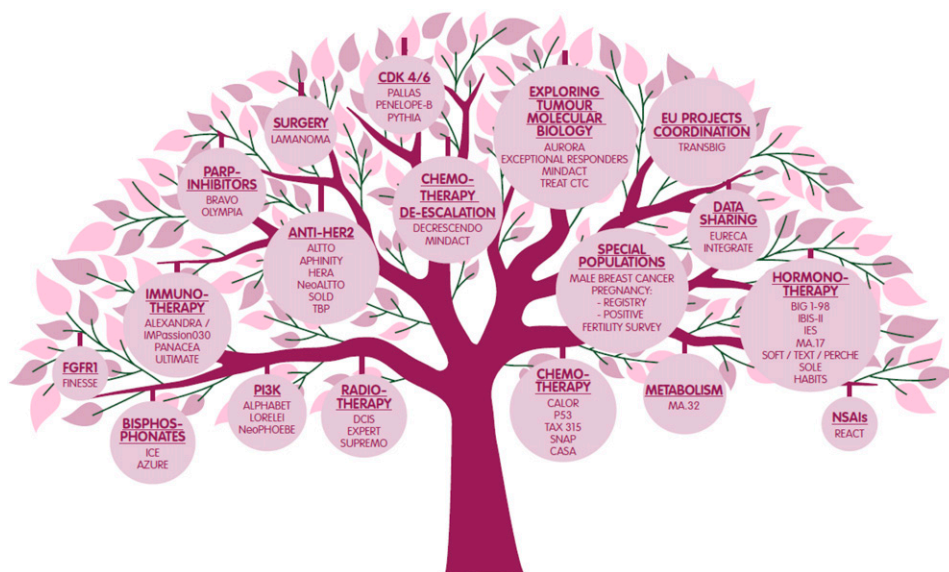 CDK 4/6
PALLAS
PENELOPE-B
PYTHIA
EXPLORING
TUMOUR
MOLECULAR
BIOLOGY
AURORA
EXCEPTIONAL RESPONDERS
MINDACT
TREAT CTC
EU PROJECTS
COORDINATION
TRANSBIG
SURGERY
LAMANOMA
PARP-
INHIBITORS
BRAVO
OLYMPIA
CHEMO-
THERAPY
DE-ESCALATION
DECRESCENDO
MINDACT
DATA
SHARING
EURECA
INTEGRATE
ANTI-HER2
ALTTO
APHINITY
HERA
NeoALTTO
SOLD
TBP
SPECIAL
POPULATIONS
MALE BREAST CANCER
PREGNANCY:
- REGISTRY
- POSITIVE
FERTILITY SURVEY
HORMONO-
THERAPY
BIG 1-98
IBIS-II
IES
MA.17
SOFT / TEXT / PERCHE
SOLE
HABITS
IMMUNO-
THERAPY
ALEXANDRA /
IMPassion030
PANACEA
ULTIMATE
FGFR1
FINESSE
BISPHOS-
PHONATES
ICE
AZURE
PI3K
ALPHABET
LORELEI
NeoPHOEBE
RADIO-
THERAPY
DCIS
EXPERT
SUPREMO
CHEMO-
THERAPY
CALOR
P53
TAX 315
SNAP
CASA
METABOLISM
MA.32
NSAIs
REACT